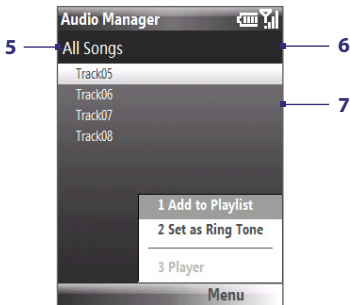 Audio Manager
5
All Songs
6
Track05
Track06
7
Track07
Track08
1 Add to Playlist
2 Set as Ring Tone
3 Player
Menu